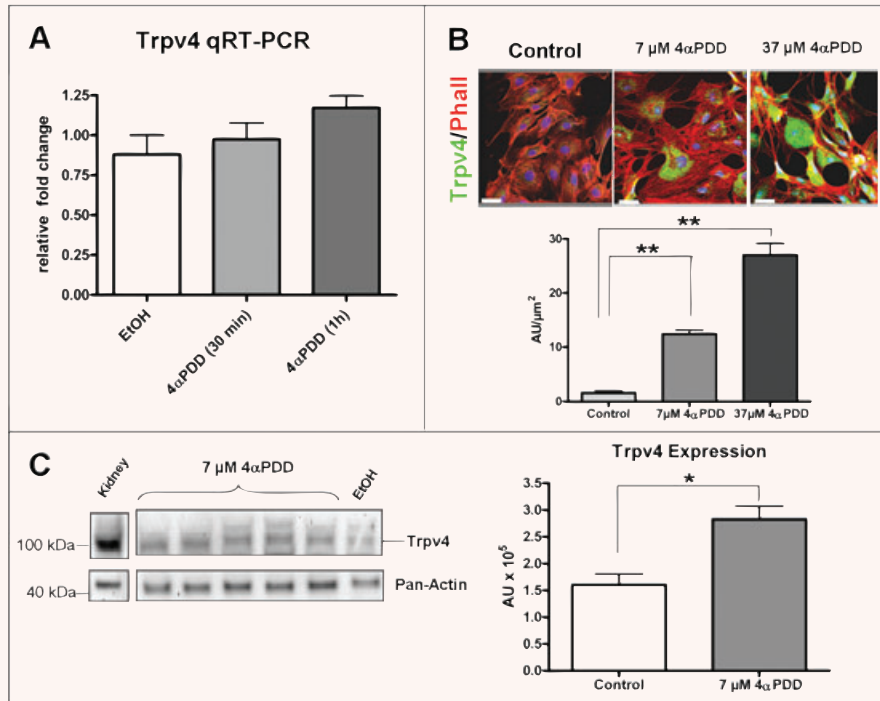 A
Trpv4 qRT-PCR
relative fold change
1.25
1.00
0.75
0.50
0.25
0.00
EtOH
4αPDD (30 min)
4αPDD (1h)
B
Control
7 µM 4αPDD
37 µM 4αPDD
Trpv4/Phall
**
**
AU/µm²
30
20
10
0
Control
7µM 4αPDD
37µM 4αPDD
C
Kidney
7 µM 4αPDD
EtOH
100 kDa
Trpv4
40 kDa
Pan-Actin
Trpv4 Expression
*
AU x 10⁵
3.5
3.0
2.5
2.0
1.5
1.0
0.5
0.0
Control
7 µM 4αPDD